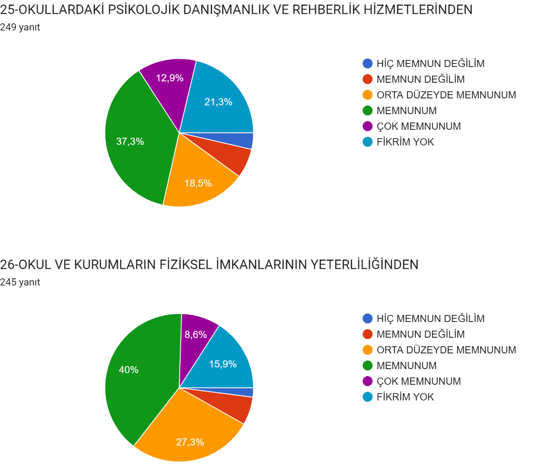 25-OKULLARDAKİ PSİKOLOJİK DANIŞMANLIK VE REHBERLİK HİZMETLERİNDEN
249 yanıt
12,9%
21,3%
37,3%
18,5%
HİÇ MEMNUN DEĞİLİM
MEMNUN DEĞİLİM
ORTA DÜZEYDE MEMNUNUM
MEMNUNUM
ÇOK MEMNUNUM
FİKRİM YOK
26-OKUL VE KURUMLARIN FİZİKSEL İMKANLARININ YETERLİLİĞİNDEN
245 yanıt
8,6%
15,9%
40%
27,3%
HİÇ MEMNUN DEĞİLİM
MEMNUN DEĞİLİM
ORTA DÜZEYDE MEMNUNUM
MEMNUNUM
ÇOK MEMNUNUM
FİKRİM YOK